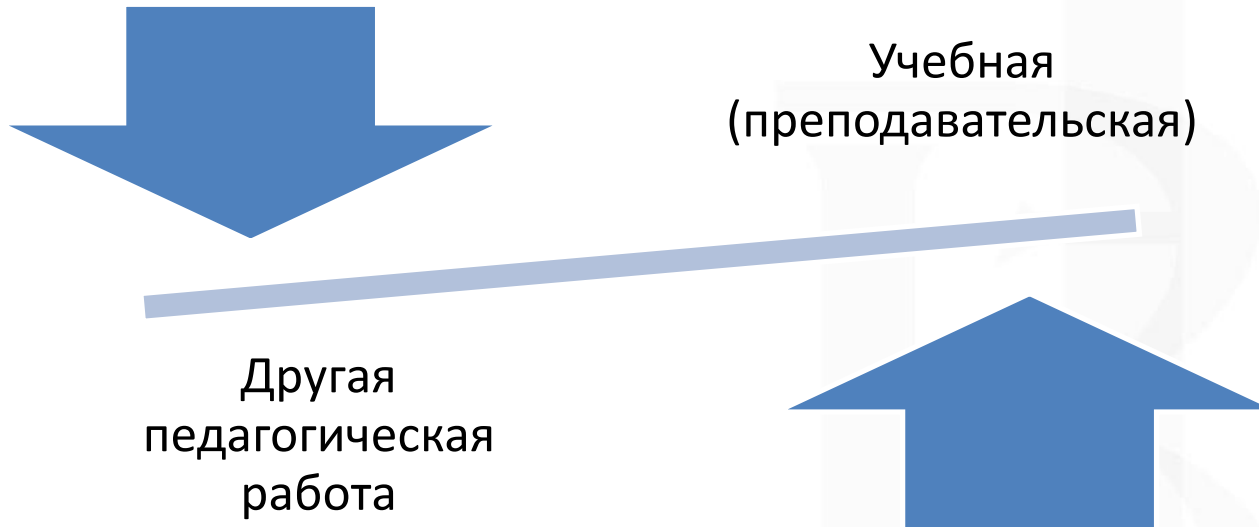 Учебная
(преподавательская)
Другая
педагогическая
работа